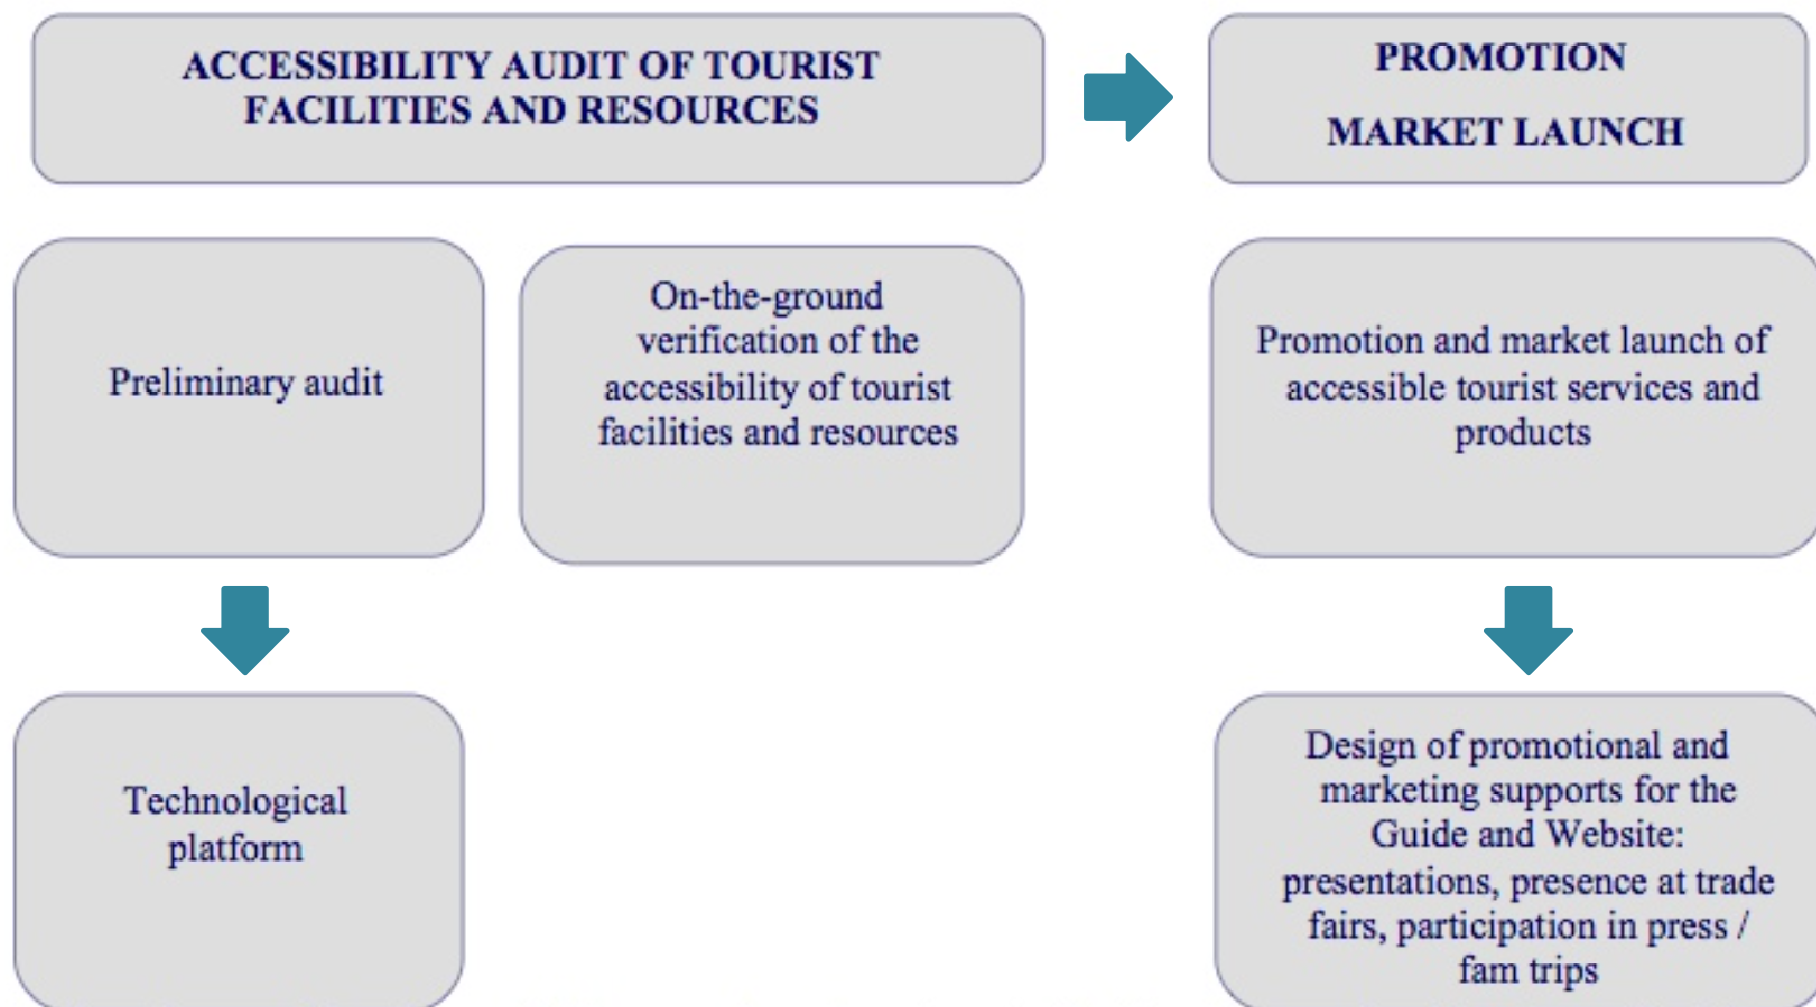 ACCESSIBILITY AUDIT OF TOURIST
FACILITIES AND RESOURCES
PROMOTION
MARKET LAUNCH
Preliminary audit
On-the-ground
verification of the
accessibility of tourist
facilities and resources
Promotion and market launch of
accessible tourist services and
products
Technological
platform
Design of promotional and
marketing supports for the
Guide and Website:
presentations, presence at trade
fairs, participation in press /
fam trips